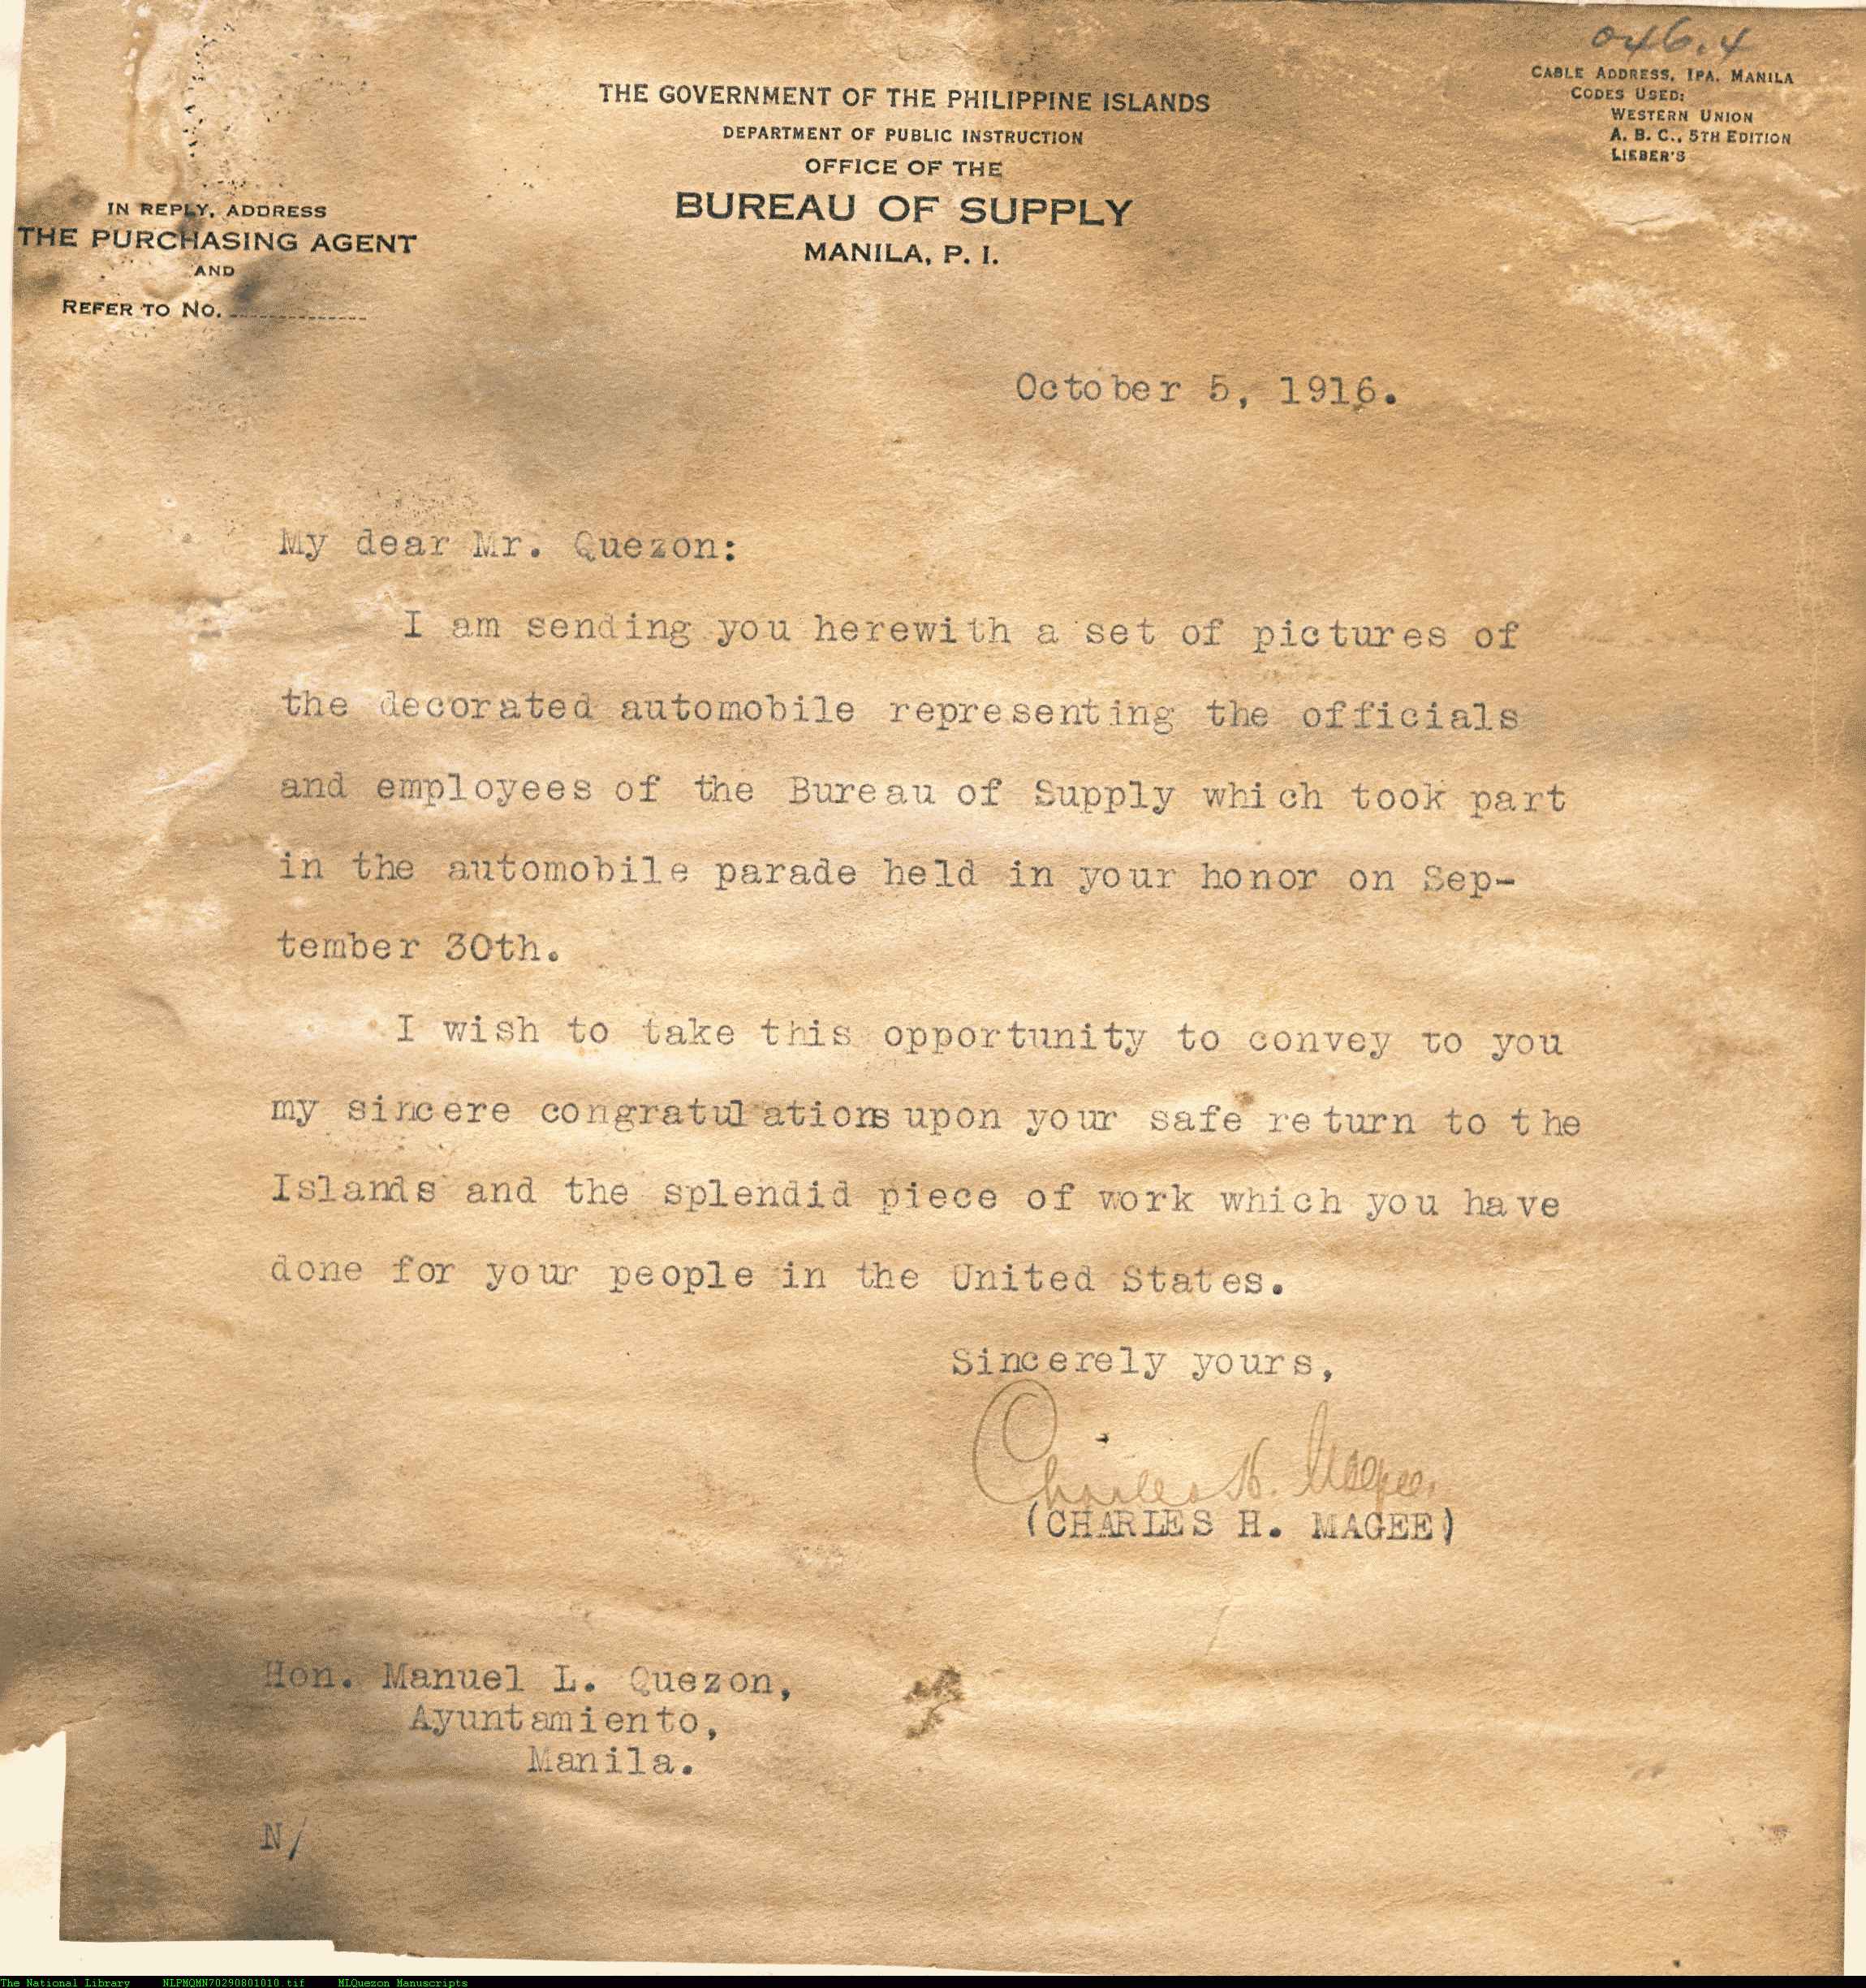 046.4
CABLE ADDRESS, IPA, MANILA
CODES USED:
WESTERN UNION
A. B. C., 5TH EDITION
LIEBER'S
THE GOVERNMENT OF THE PHILIPPINE ISLANDS
DEPARTMENT OF PUBLIC INSTRUCTION
OFFICE OF THE
BUREAU OF SUPPLY
MANILA, P. I.
IN REPLY, ADDRESS
THE PURCHASING AGENT
AND
REFER TO NO.
October 5, 1916.
My dear Mr. Quezon:
I am sending you herewith a set of pictures of
the decorated automobile representing the officials
and employees of the Bureau of Supply which took part
in the automobile parade held in your honor on Sep-
tember 30th.
I wish to take this opportunity to convey to you
my sincere congratulations upon your safe return to the
Islands and the splendid piece of work which you have
done for your people in the United States.
Sincerely yours,
Charles H. Magee.
(CHARLES H. MAGEE)
Hon. Manuel L. Quezon,
Ayuntamiento,
Manila.
N/
The National Library NLPMQMN70290801010.tif MLQuezon Manuscripts